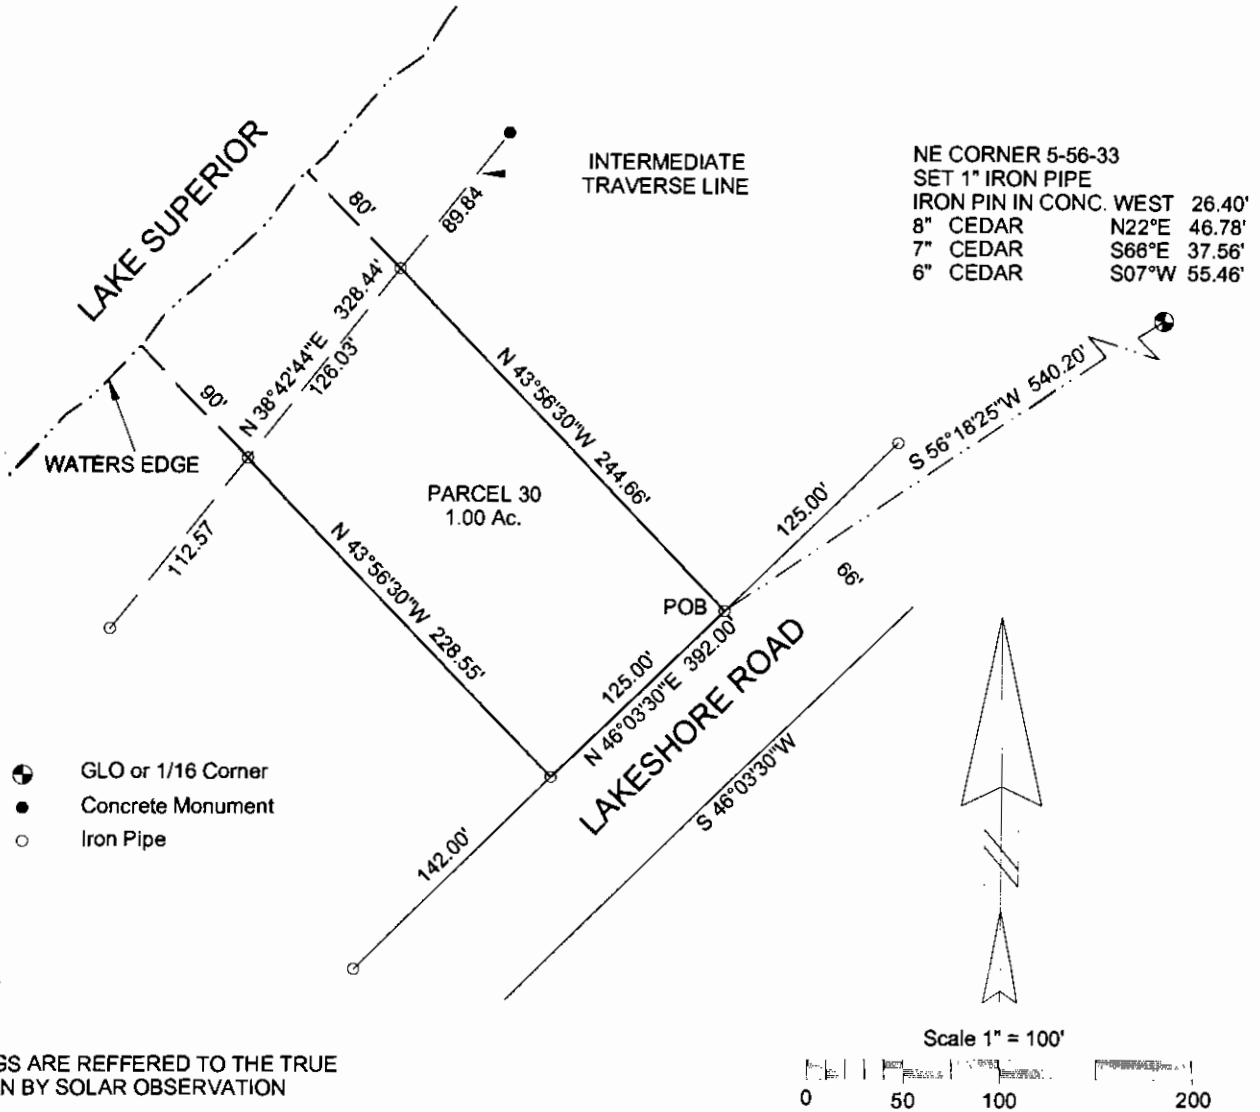 LAKE SUPERIOR
80'
89.84
INTERMEDIATE
TRAVERSE LINE
NE CORNER 5-56-33
SET 1" IRON PIPE
IRON PIN IN CONC. WEST 26.40'
8" CEDAR N22°E 46.78'
7" CEDAR S66°E 37.56'
6" CEDAR S07°W 55.46'
N 38°42'44"E 328.44'
126.03'
90'
WATERS EDGE
112.57
N 43°56'30"W 244.66'
PARCEL 30
1.00 Ac.
N 43°56'30"W 228.55'
S 56°18'25"W 540.20'
125.00'
66'
POB
125.00'
N 46°03'30"E 392.00'
LAKESHORE ROAD
S 46°03'30"W
142.00'
GLO or 1/16 Corner
Concrete Monument
Iron Pipe
GS ARE REFFERED TO THE TRUE
N BY SOLAR OBSERVATION
Scale 1" = 100'
0 50 100 200